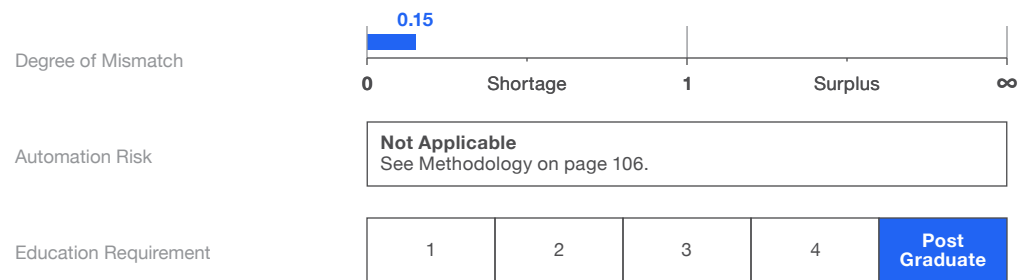 0.15
Degree of Mismatch
0 Shortage 1 Surplus ∞
Not Applicable
Automation Risk
See Methodology on page 106.
Education Requirement
1 2 3 4 Post Graduate